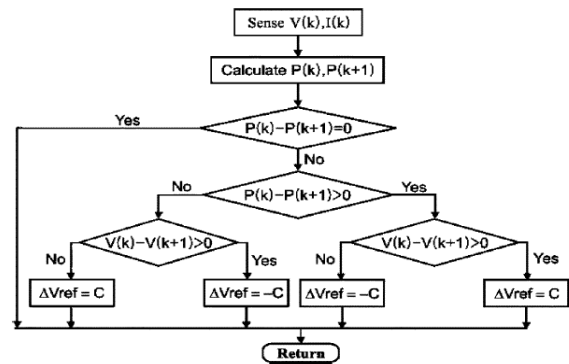 Sense V(k),I(k)
Calculate P(k),P(k+1)
Yes
P(k)−P(k+1)=0
No
No
P(k)−P(k+1)>0
Yes
V(k)−V(k+1)>0
V(k)−V(k+1)>0
No
Yes
No
Yes
ΔVref = C
ΔVref = −C
ΔVref = −C
ΔVref = C
Return